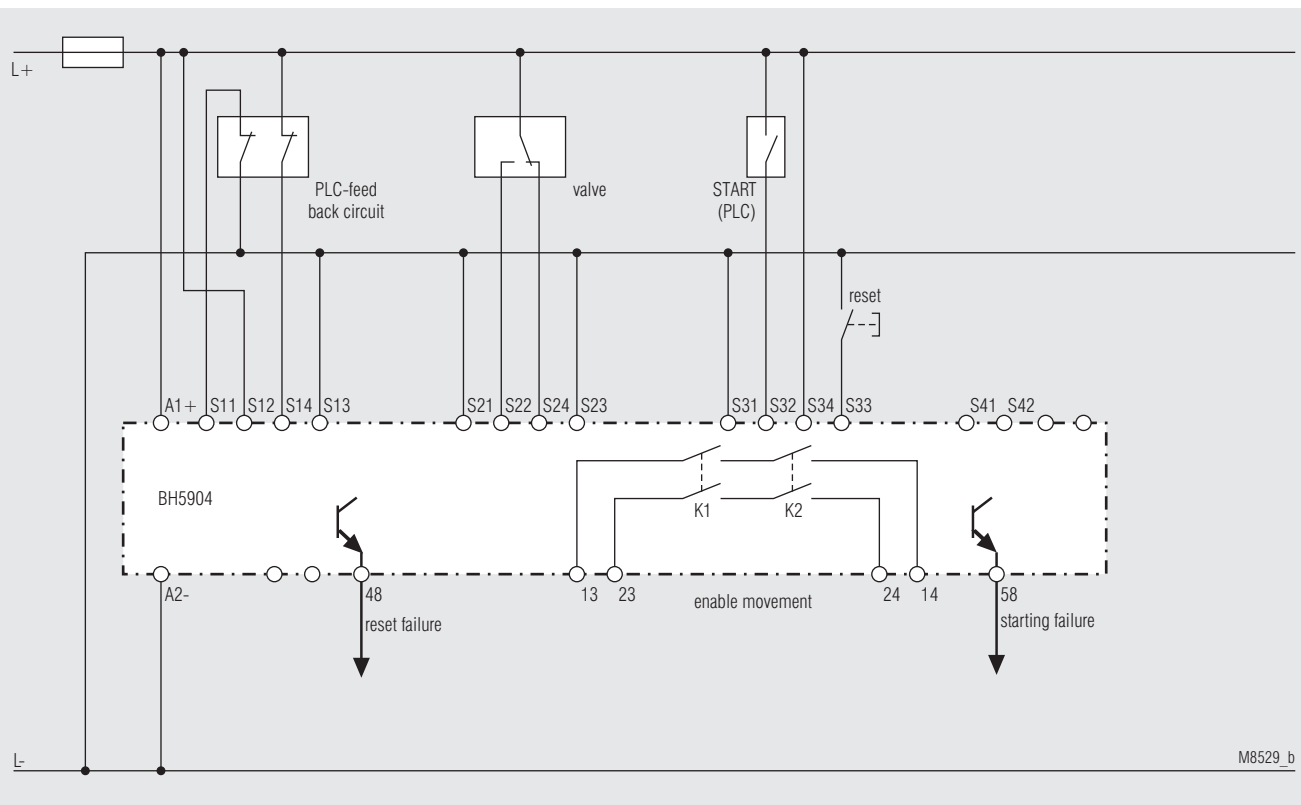 L+
PLC-feed
back circuit
valve
START
(PLC)
reset
A1+ S11 S12 S14 S13 S21 S22 S24 S23 S31 S32 S34 S33 S41 S42
BH5904
K1 K2
A2- 48 13 23 enable movement 24 14 58
reset failure
starting failure
L-
M8529_b